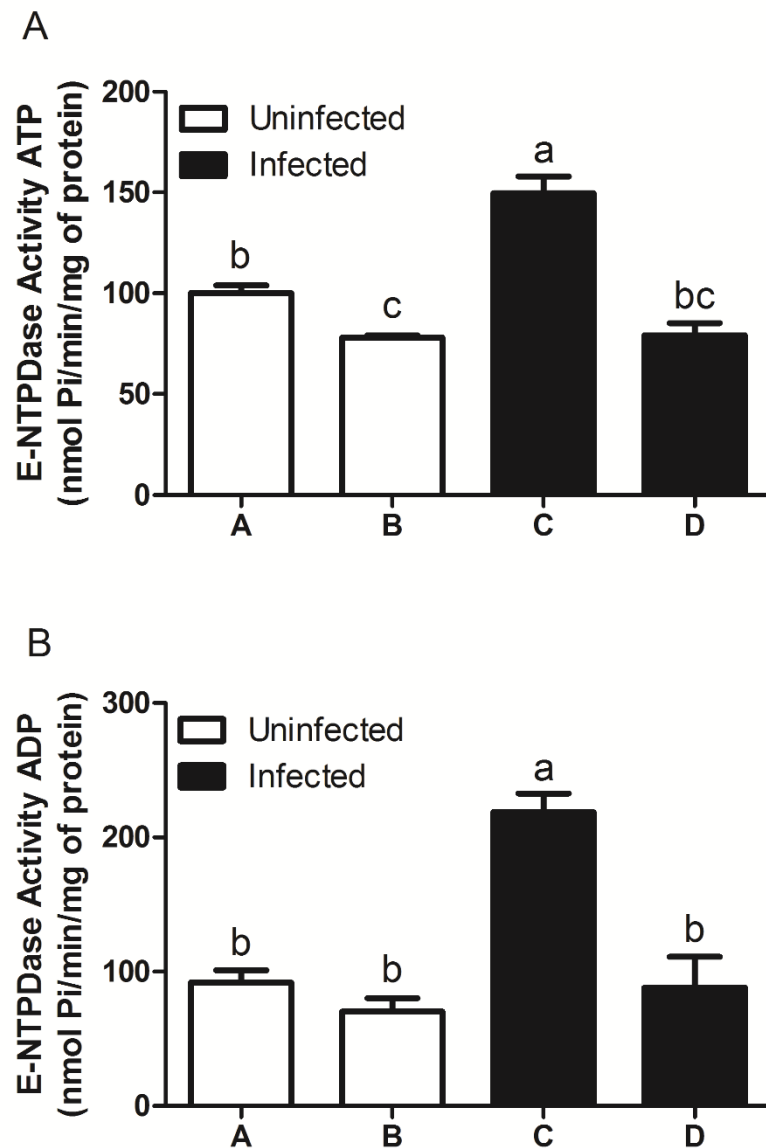 A
E-NTPDase Activity ATP
(nmol Pi/min/mg of protein)
200
150
100
50
0
Uninfected
Infected
b
c
a
bc
A
B
C
D
B
E-NTPDase Activity ADP
(nmol Pi/min/mg of protein)
300
200
100
0
Uninfected
Infected
b
b
a
b
A
B
C
D